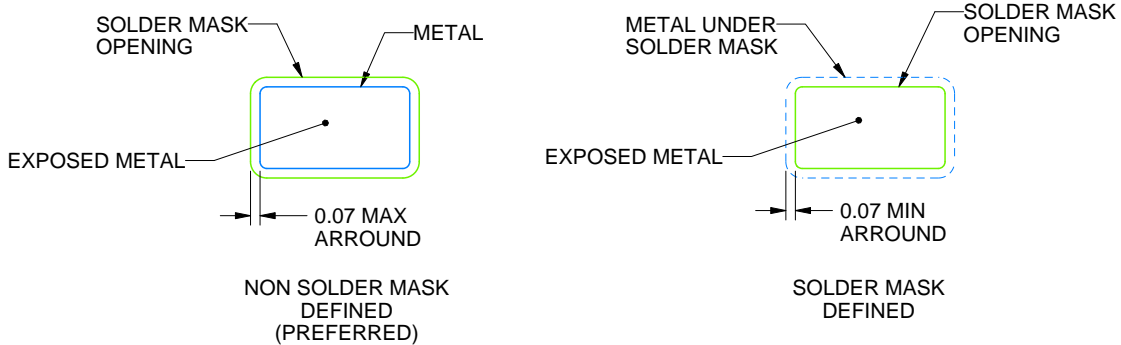 SOLDER MASK
OPENING
METAL
EXPOSED METAL
0.07 MAX
ARROUND
NON SOLDER MASK
DEFINED
(PREFERRED)
METAL UNDER
SOLDER MASK
SOLDER MASK
OPENING
EXPOSED METAL
0.07 MIN
ARROUND
SOLDER MASK
DEFINED